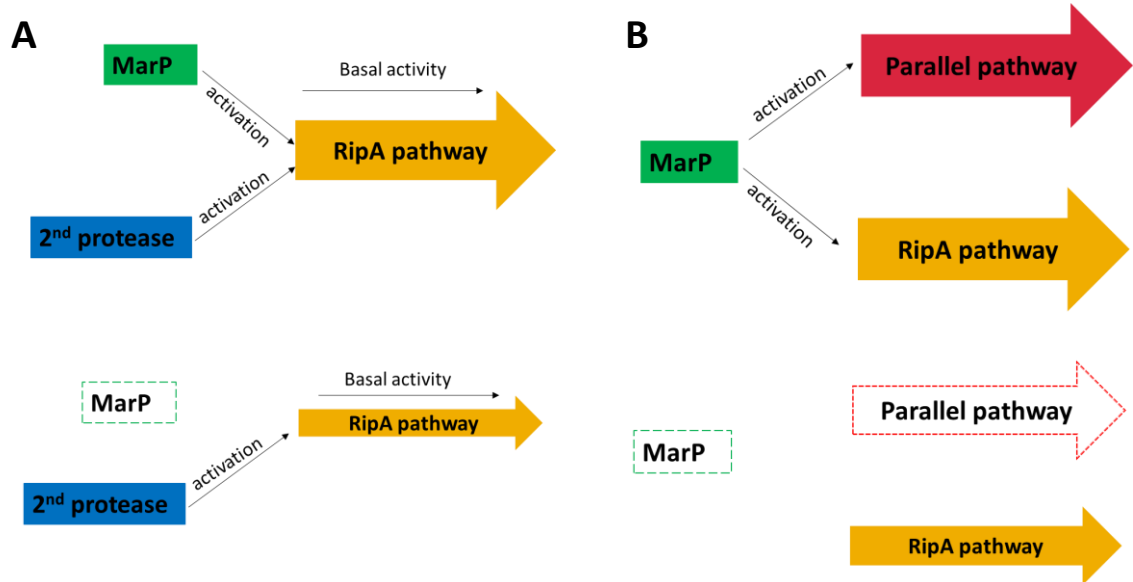 A
MarP
activation
Basal activity
RipA pathway
activation
2nd protease
MarP
Basal activity
RipA pathway
activation
2nd protease
B
Parallel pathway
activation
MarP
activation
RipA pathway
Parallel pathway
MarP
RipA pathway